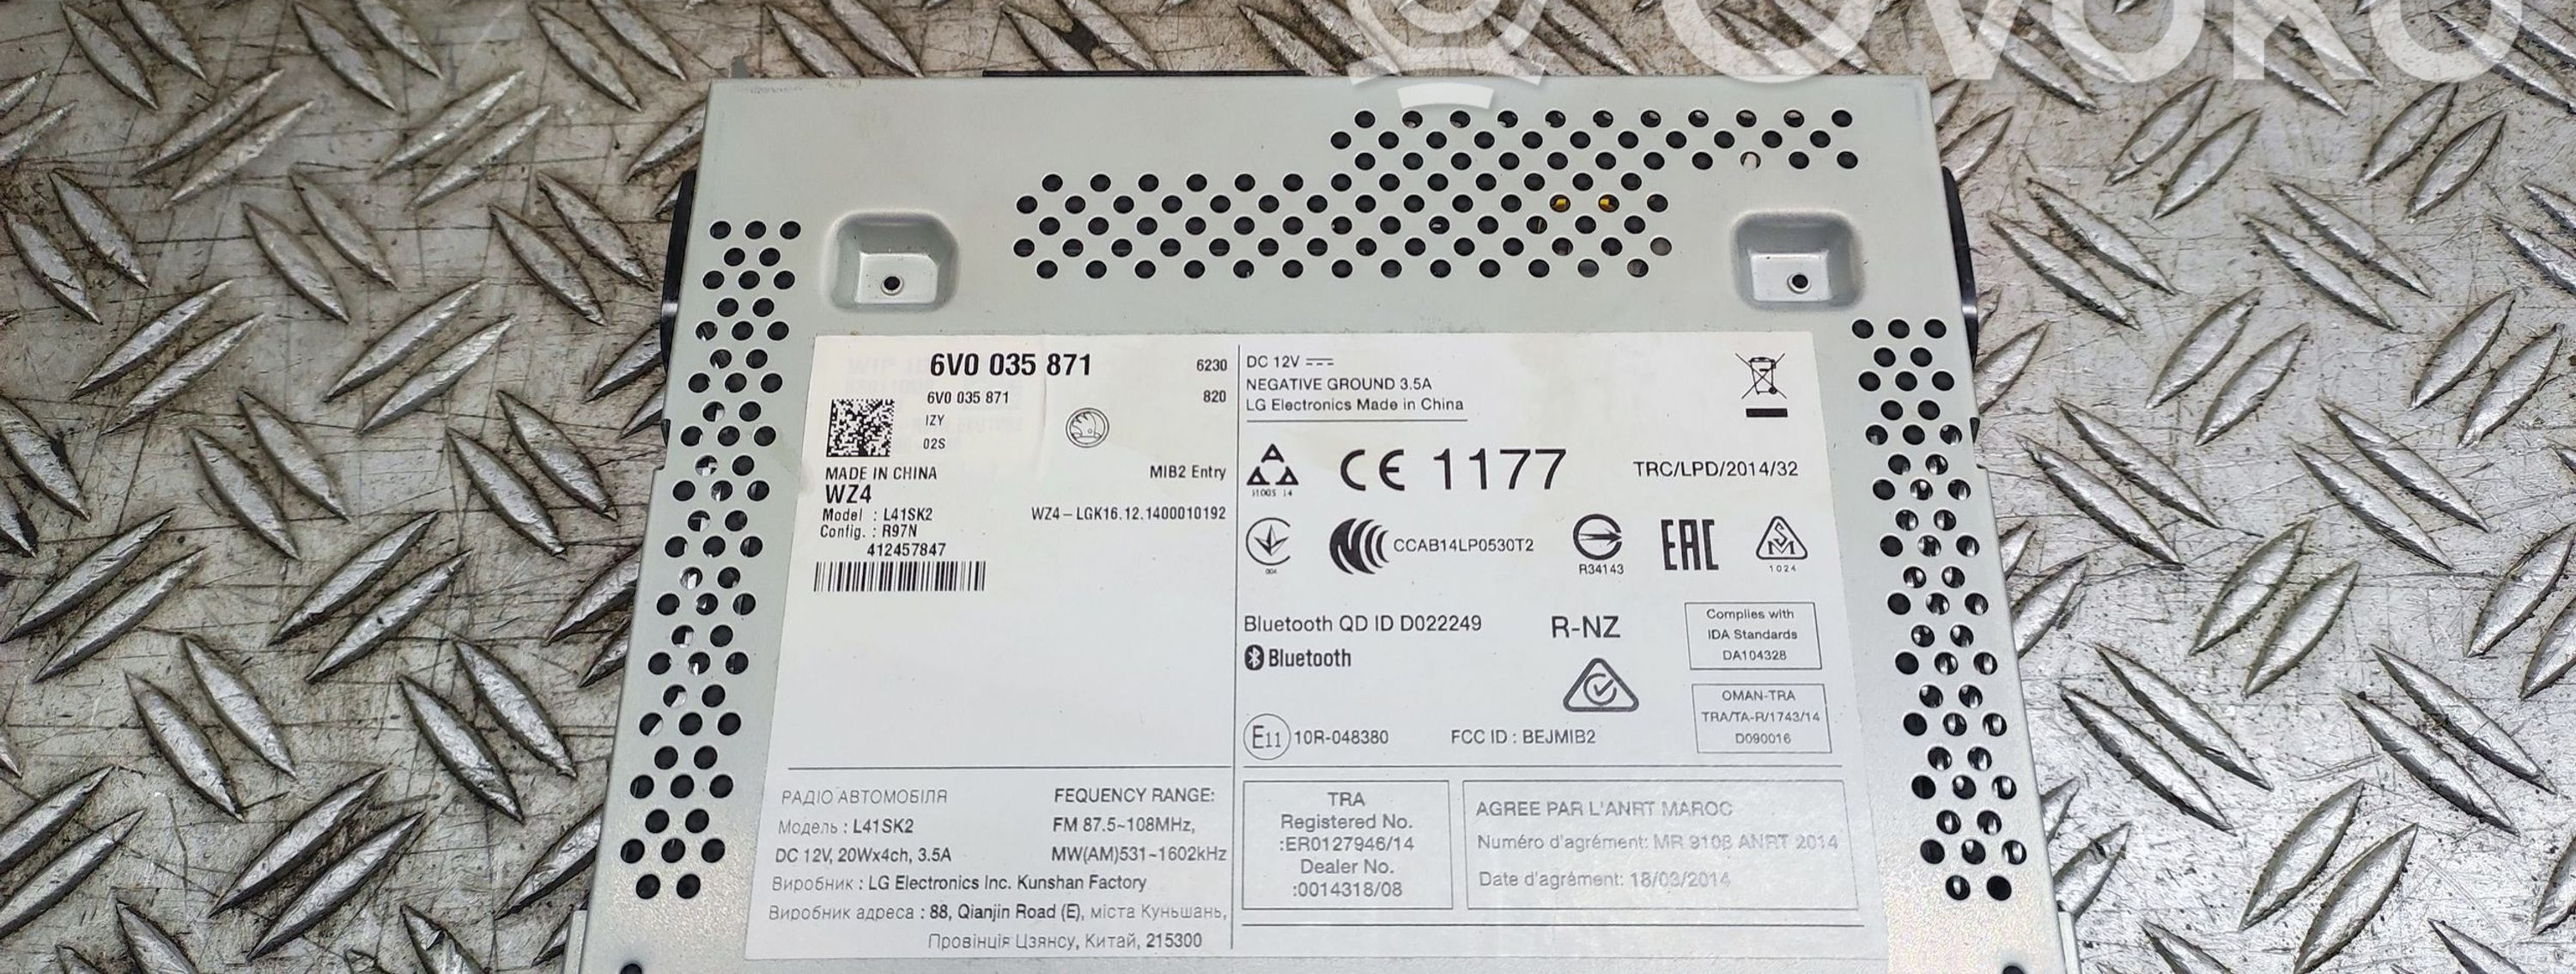 OVOKO
6V0 035 871
6230
6V0 035 871
820
IZY
02S
MADE IN CHINA
MIB2 Entry
WZ4
Model : L41SK2
WZ4-LGK16.12.1400010192
Config. : R97N
412457847
DC 12V
NEGATIVE GROUND 3.5A
LG Electronics Made in China
CE 1177
TRC/LPD/2014/32
CCAB14LP0530T2
R34143
EAC
1024
Bluetooth QD ID D022249
R-NZ
Bluetooth
Complies with
IDA Standards
DA104328
OMAN-TRA
TRA/TA-R/1743/14
D090016
E11 10R-048380
FCC ID : BEJMIB2
РАДІО АВТОМОБІЛЯ
Модель : L41SK2
DC 12V, 20Wx4ch, 3.5A
FEQUENCY RANGE:
FM 87.5~108MHz,
MW(AM)531~1602kHz
Виробник : LG Electronics Inc. Kunshan Factory
Виробник адреса : 88, Qianjin Road (E), міста Куньшань,
Провінція Цзянсу, Китай, 215300
TRA
Registered No.
:ER0127946/14
Dealer No.
:0014318/08
AGREE PAR L'ANRT MAROC
Numéro d'agrément: MR 9108 ANRT 2014
Date d'agrément: 18/03/2014